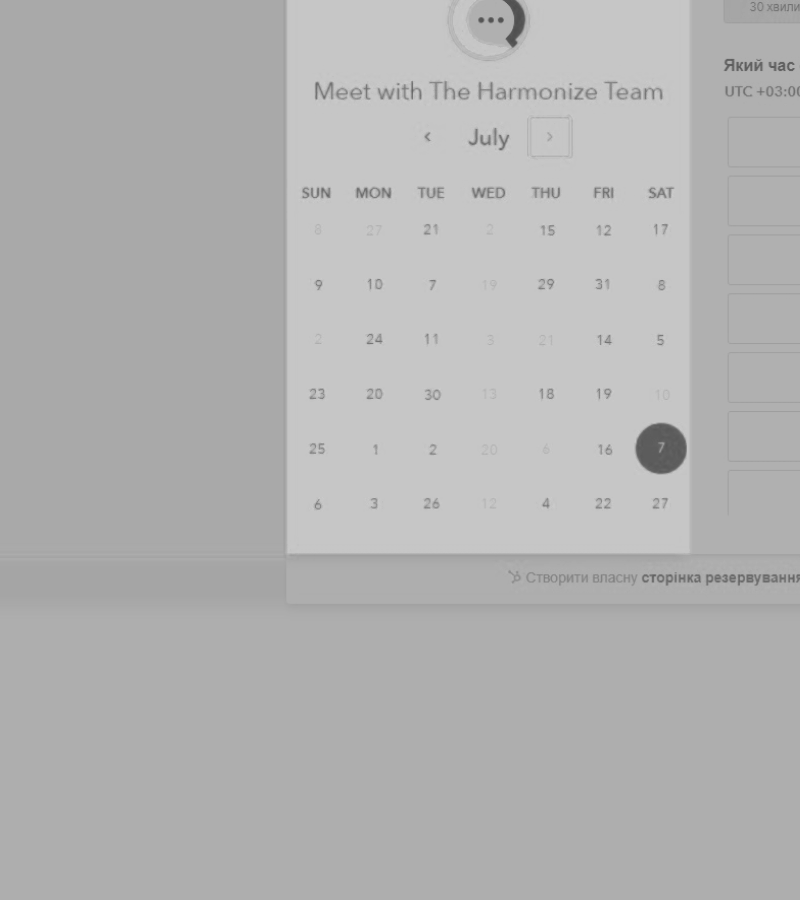 30 хвили
Meet with The Harmonize Team
Який час
UTC +03:00
July
SUN MON TUE WED THU FRI SAT
8 27 21 2 15 12 17
9 10 7 19 29 31 8
2 24 11 3 21 14 5
23 20 30 13 18 19 10
25 1 2 20 6 16 7
6 3 26 12 4 22 27
Створити власну сторінка резервування